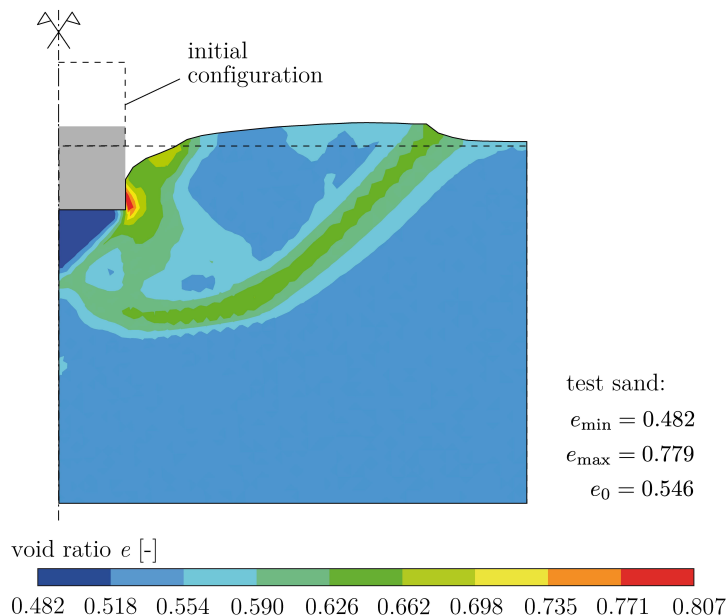 initial
configuration
test sand:
e_min = 0.482
e_max = 0.779
e_0 = 0.546
void ratio e [-]
0.482 0.518 0.554 0.590 0.626 0.662 0.698 0.735 0.771 0.807